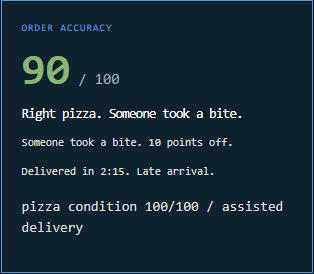 ORDER ACCURACY
90 / 100
Right pizza. Someone took a bite.
Someone took a bite. 10 points off.
Delivered in 2:15. Late arrival.
pizza condition 100/100 / assisted
delivery